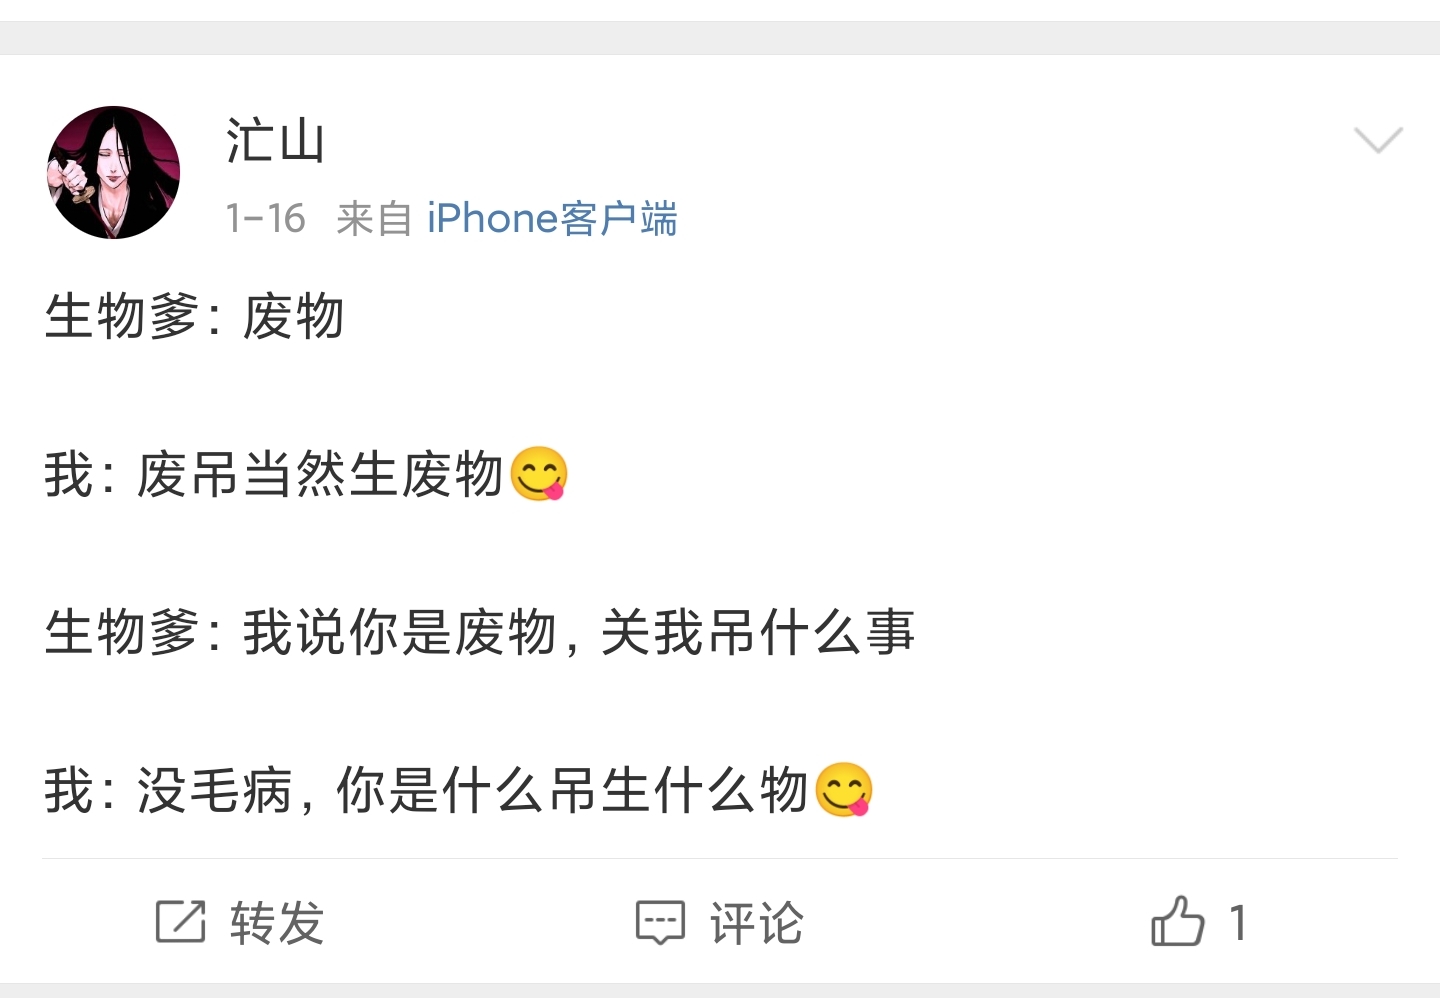 汒山
1-16 来自 iPhone客户端
生物爹：废物
我：废吊当然生废物😋
生物爹：我说你是废物，关我吊什么事
我：没毛病，你是什么吊生什么物😋
转发
评论
1